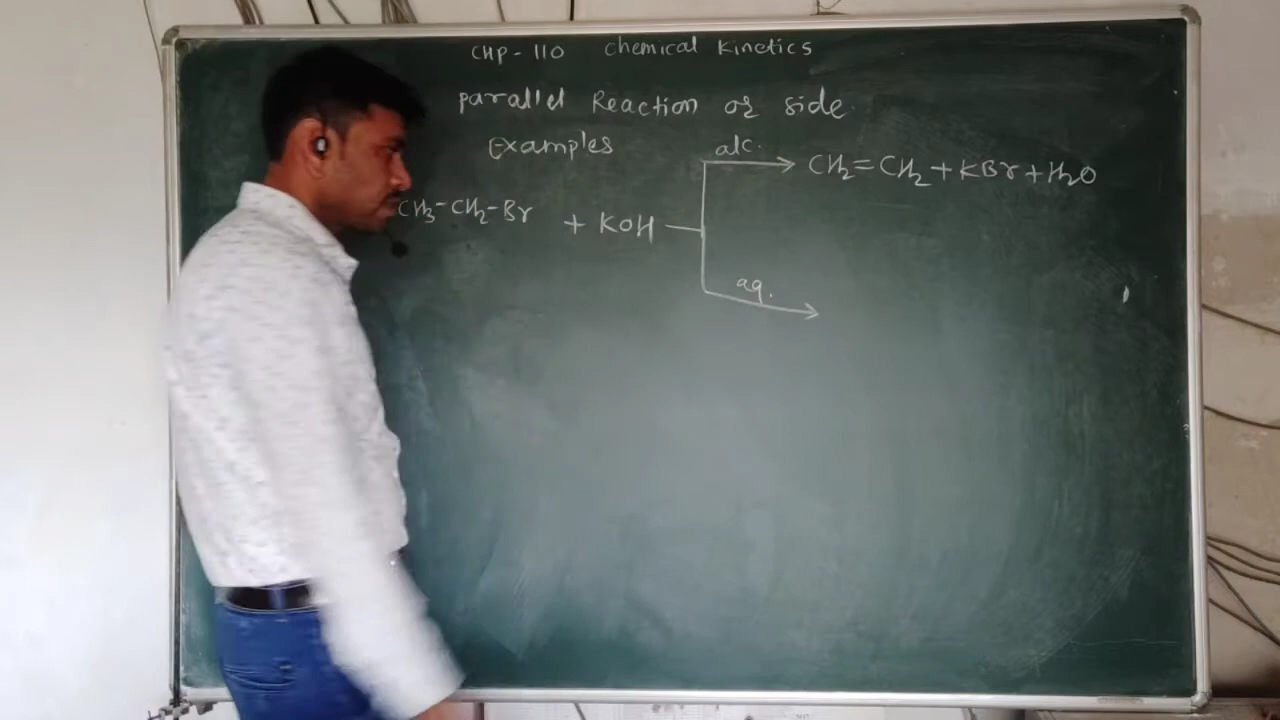 CHP-110 Chemical Kinetics
parallel Reaction or side.
Examples
alc.
CH₂=CH₂+KBr+H₂O
CH₃-CH₂-Br + KOH
aq.